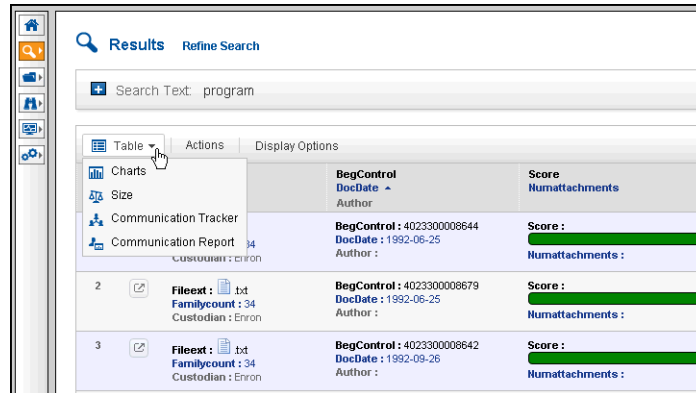 Results Refine Search
Search Text: program
Table Actions Display Options
Charts
Size
Communication Tracker
Communication Report
BegControl Score
DocDate Numattachments
Author
BegControl : 4023300008644 Score :
34 DocDate : 1992-06-25
Custodian : Enron Author : Numattachments :
2 Fileext : .txt BegControl : 4023300008679 Score :
Familycount : 34 DocDate : 1992-06-25
Custodian : Enron Author : Numattachments :
3 Fileext : .txt BegControl : 4023300008642 Score :
Familycount : 34 DocDate : 1992-09-26
Custodian : Enron Author : Numattachments :